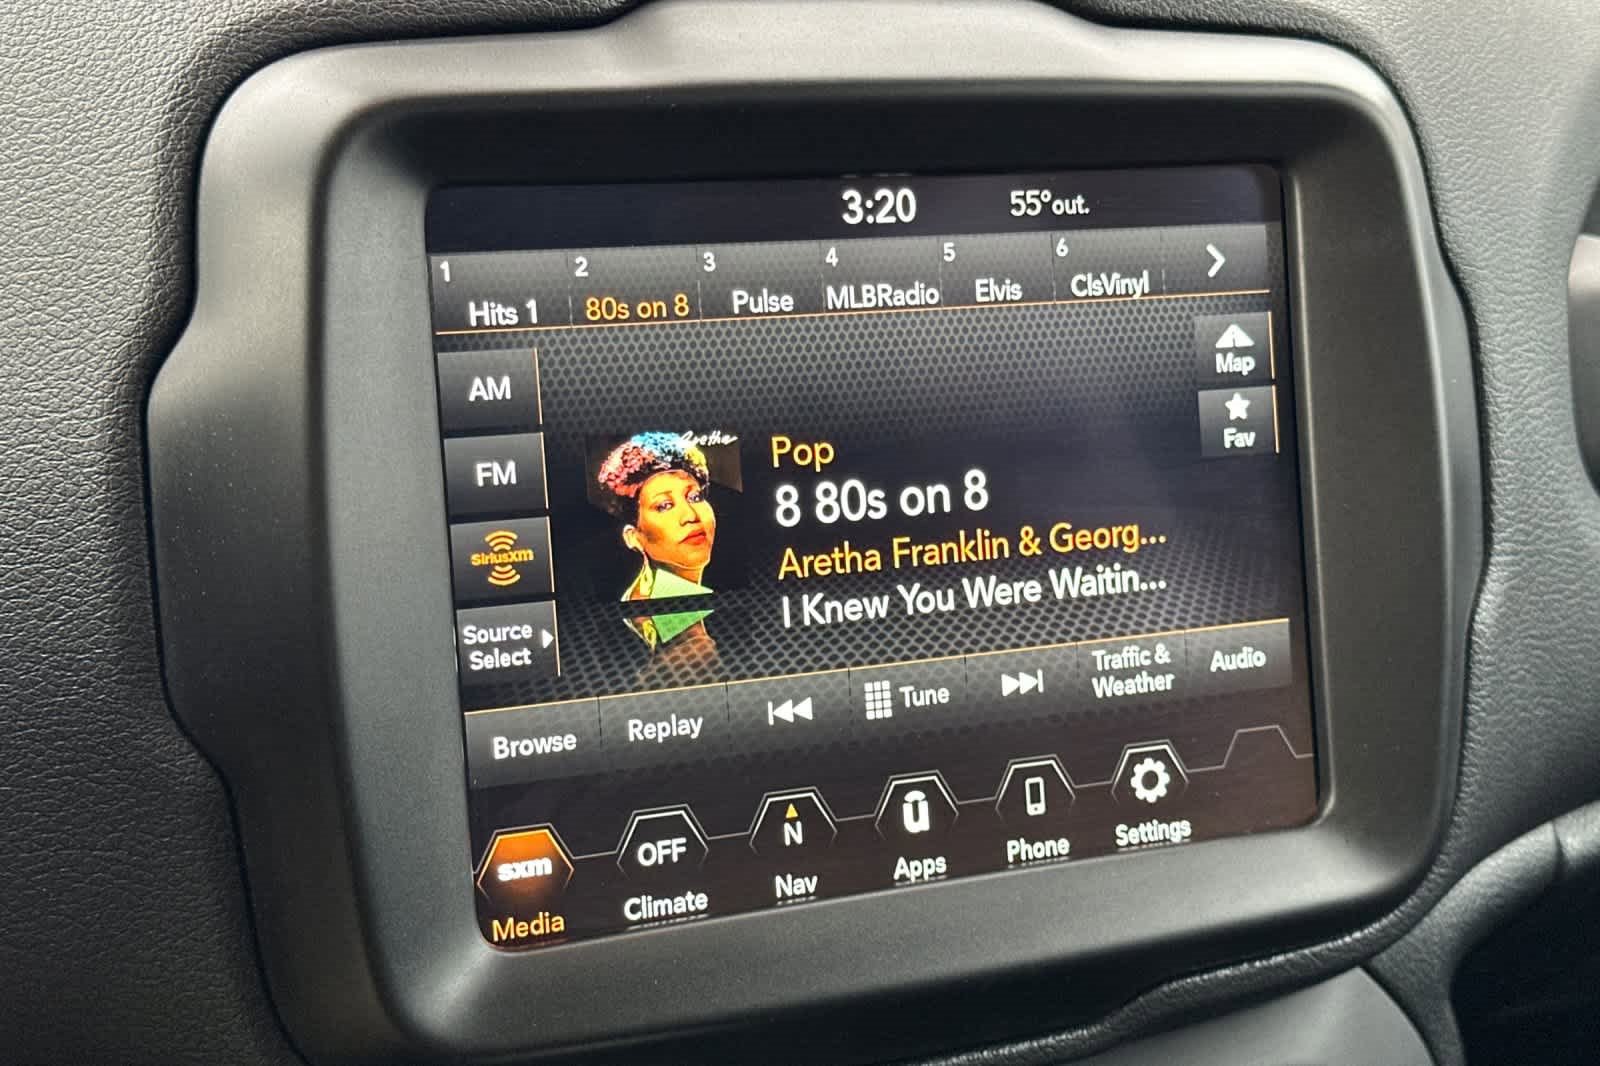 3:20 55°out.
1 2 3 4 5 6
Hits 1 80s on 8 Pulse MLBRadio Elvis ClsVinyl
AM
FM
SiriusXM
Source
Select
Map
Fav
Aretha
Pop
8 80s on 8
Aretha Franklin & Georg...
I Knew You Were Waitin...
Browse Replay Tune Traffic & Weather Audio
sxm OFF N
Media Climate Nav Apps Phone Settings